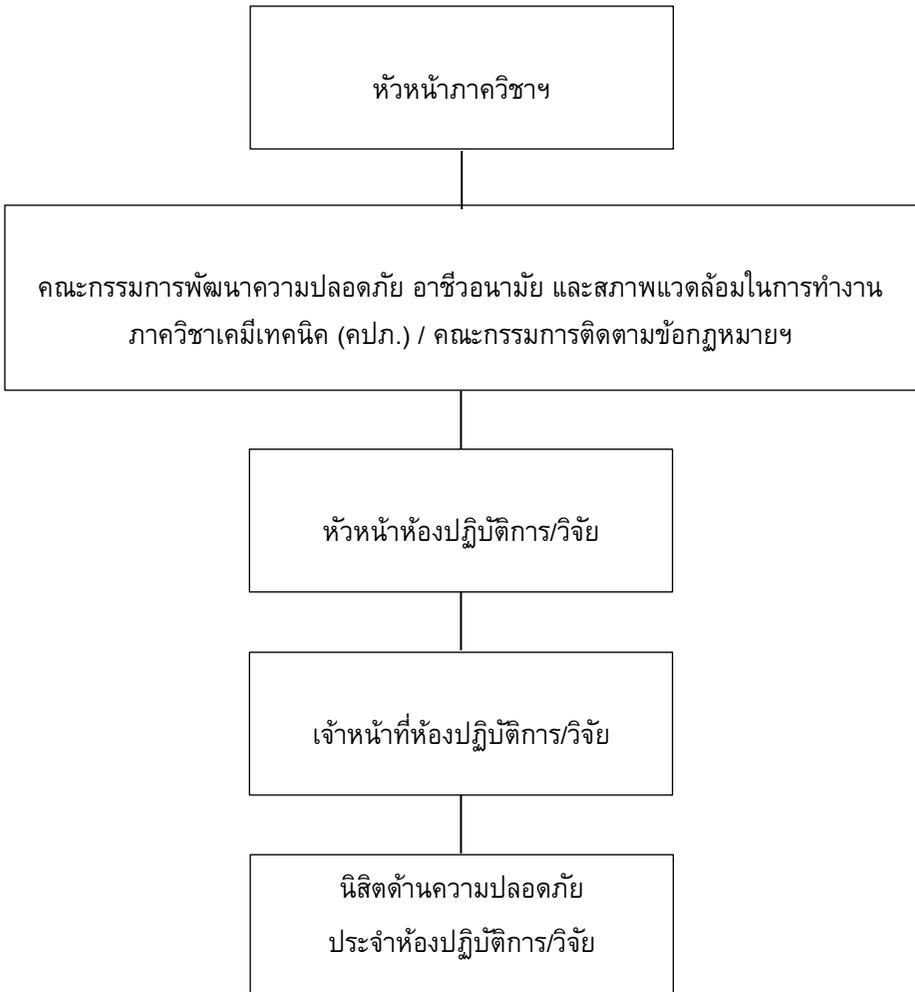 หัวหน้าภาควิชาฯ
คณะกรรมการพัฒนาความปลอดภัย อาชีวอนามัย และสภาพแวดล้อมในการทำงาน
ภาควิชาเคมีเทคนิค (คปภ.) / คณะกรรมการติดตามข้อกฎหมายฯ
หัวหน้าห้องปฏิบัติการ/วิจัย
เจ้าหน้าที่ห้องปฏิบัติการ/วิจัย
นิสิตด้านความปลอดภัย
ประจำห้องปฏิบัติการ/วิจัย